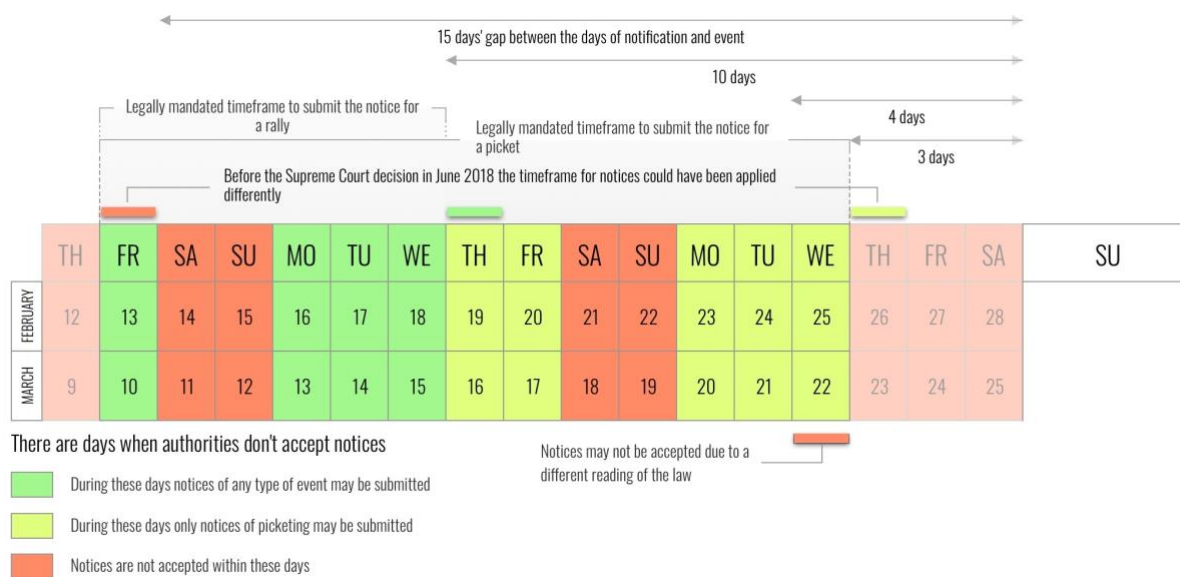 15 days' gap between the days of notification and event
10 days
Legally mandated timeframe to submit the notice for
a rally
4 days
Legally mandated timeframe to submit the notice for
a picket
3 days
Before the Supreme Court decision in June 2018 the timeframe for notices could have been applied
differently
TH FR SA SU MO TU WE TH FR SA SU MO TU WE TH FR SA SU
FEBRUARY 12 13 14 15 16 17 18 19 20 21 22 23 24 25 26 27 28
MARCH 9 10 11 12 13 14 15 16 17 18 19 20 21 22 23 24 25
There are days when authorities don't accept notices
Notices may not be accepted due to a
different reading of the law
During these days notices of any type of event may be submitted
During these days only notices of picketing may be submitted
Notices are not accepted within these days